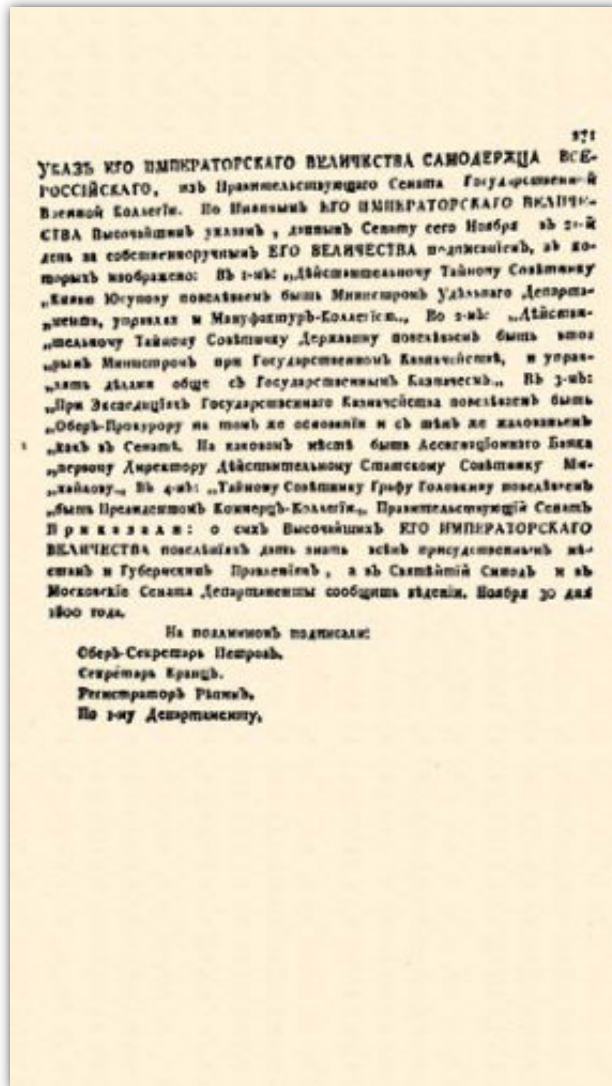 271
УКАЗЪ ЕГО ИМПЕРАТОРСКАГО ВЕЛИЧЕСТВА САМОДЕРЖЦА ВСЕ-
РОССІЙСКАГО, изъ Правительствующаго Сената Государственной
Военной Коллегіи. По Имяннымъ ЕГО ИМПЕРАТОРСКАГО ВЕЛИЧЕ-
СТВА Высочайшимъ указамъ, даннымъ Сенату сего Ноября въ
день за собственноручнымъ ЕГО ВЕЛИЧЕСТВА подписаніемъ, въ ко-
торыхъ изображено: Въ 1-мъ: „Дѣйствительному Тайному Совѣтнику
„Князю Юсупову повелѣваемъ быть Министромъ Удѣльнаго Департа-
„мента, управляя и Мануфактуръ-Коллегіею„, Во 2-мъ: „Дѣйстви-
„тельному Тайному Совѣтнику Державину повелѣваемъ быть вто-
„рымъ Министромъ при Государственномъ Казначействѣ, и управ-
„лять дѣлами обще съ Государственнымъ Казначеемъ„. Въ 3-мъ:
„При Экспедиціяхъ Государственнаго Казначейства повелѣваемъ быть
„Оберъ-Прокурору на томъ же основаніи и съ тѣмъ же жалованьемъ
„какъ въ Сенатѣ. На каковомъ мѣстѣ быть Ассигнаціоннаго Банка
„первому Директору Дѣйствительному Статскому Совѣтнику Ми-
„хайлову„, Въ 4-мъ: „Тайному Совѣтнику Графу Головкину повелѣваемъ
„быть Президентомъ Коммерцъ-Коллегіи„, Правительствующій Сенатъ
Приказали: о сихъ Высочайшихъ ЕГО ИМПЕРАТОРСКАГО
ВЕЛИЧЕСТВА повелѣніяхъ дать знать всѣмъ присудственнымъ мѣ-
стамъ и Губернскимъ Правленіямъ, а въ Святѣйшій Синодъ и въ
Московскіе Сената Департаменты сообщить вѣденіи. Ноября 30 дня
1800 года.
На подлинномъ подписали:
Оберъ-Секретарь Петровъ.
Секретарь Кранцъ.
Регистраторъ
По 1-му Департаменту,